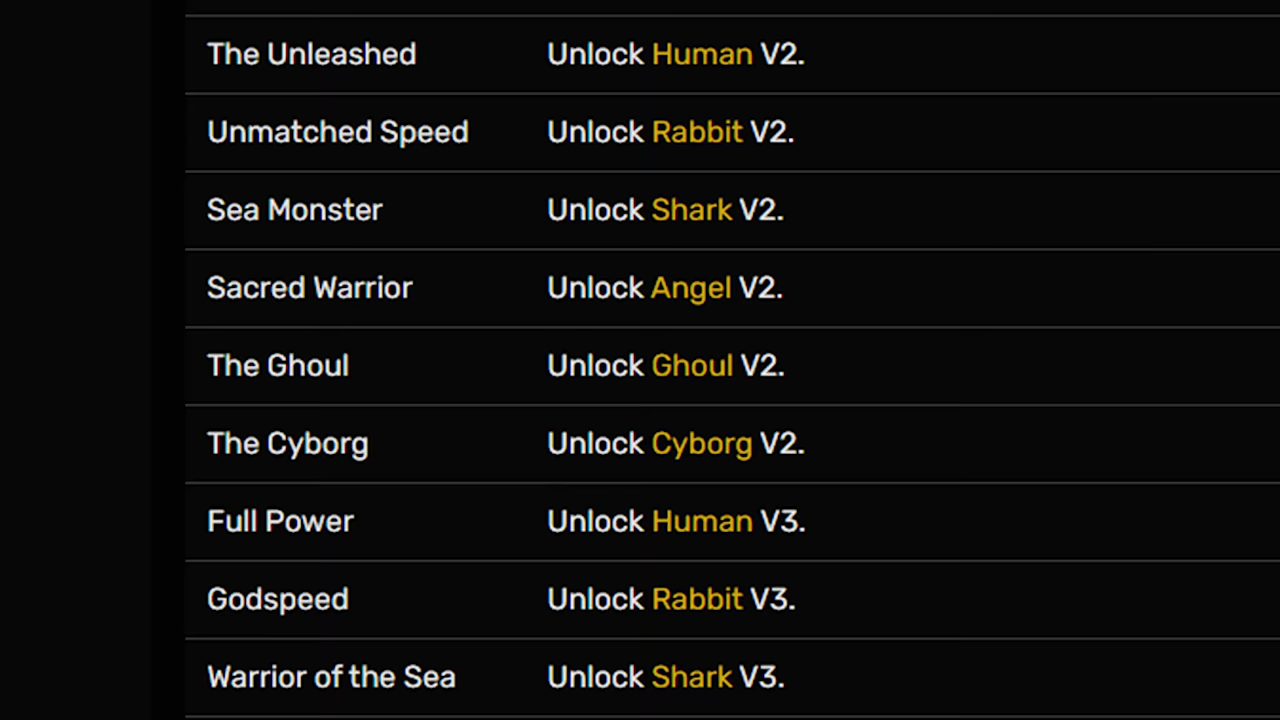 The Unleashed Unlock Human V2.
Unmatched Speed Unlock Rabbit V2.
Sea Monster Unlock Shark V2.
Sacred Warrior Unlock Angel V2.
The Ghoul Unlock Ghoul V2.
The Cyborg Unlock Cyborg V2.
Full Power Unlock Human V3.
Godspeed Unlock Rabbit V3.
Warrior of the Sea Unlock Shark V3.